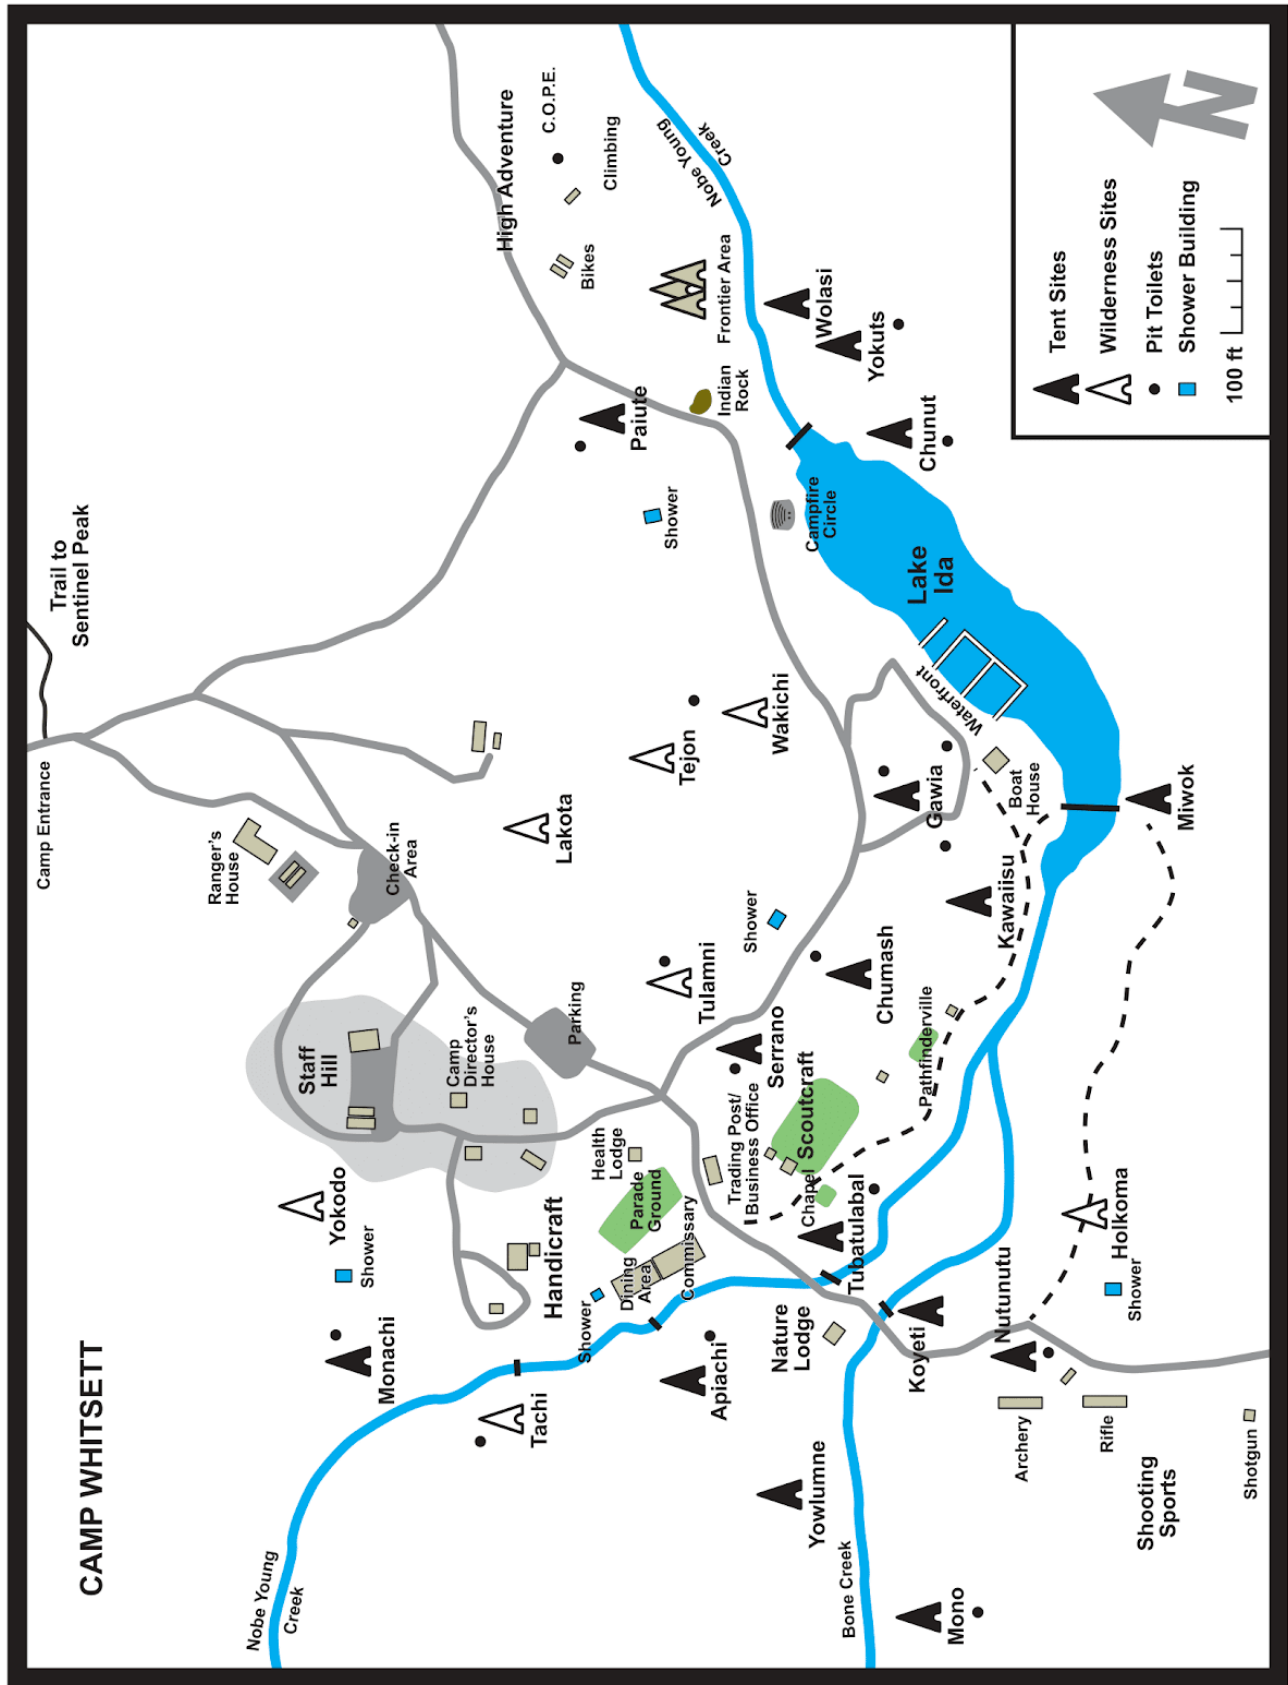 CAMP WHITSETT
Trail to
Sentinel Peak
Camp Entrance
Ranger's
House
Check-in
Area
Staff
Hill
Camp
Director's
House
Parking
Yokodo
Shower
Monachi
Nobe Young
Creek
Tachi
Handicraft
Health
Lodge
Parade
Ground
Dining
Area
Commissary
Shower
Apiachi
Trading Post/
Business Office
Chapel
Scoutcraft
Pathfinderville
Serrano
Tulamni
Shower
Chumash
Lakota
Tejon
Wakichi
Gawia
Kawaiisu
Boat
House
Waterfront
Lake
Ida
Miwok
Campfire
Circle
Shower
Paiute
Indian
Rock
High Adventure
C.O.P.E.
Climbing
Bikes
Frontier Area
Nobe Young
Creek
Wolasi
Yokuts
Chunut
Tubatulabal
Nature
Lodge
Koyeti
Nutunutu
Holkoma
Shower
Yowlumne
Bone Creek
Mono
Archery
Rifle
Shooting
Sports
Shotgun
Tent Sites
Wilderness Sites
Pit Toilets
Shower Building
100 ft
N